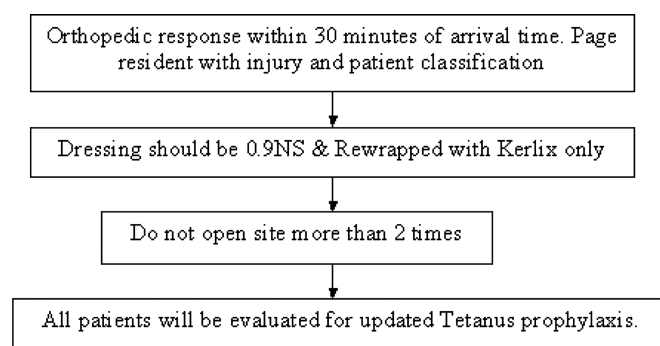 Orthopedic response within 30 minutes of arrival time. Page
resident with injury and patient classification
Dressing should be 0.9NS & Rewrapped with Kerlix only
Do not open site more than 2 times
All patients will be evaluated for updated Tetanus prophylaxis.